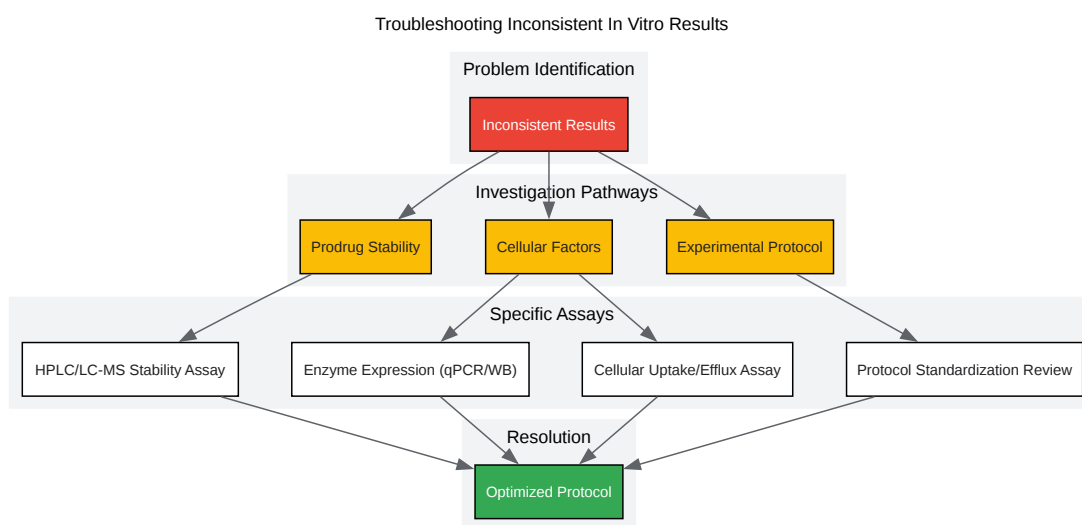 Troubleshooting Inconsistent In Vitro Results
Problem Identification
Inconsistent Results
Investigation Pathways
Prodrug Stability
Cellular Factors
Experimental Protocol
Specific Assays
HPLC/LC-MS Stability Assay
Enzyme Expression (qPCR/WB)
Cellular Uptake/Efflux Assay
Protocol Standardization Review
Resolution
Optimized Protocol